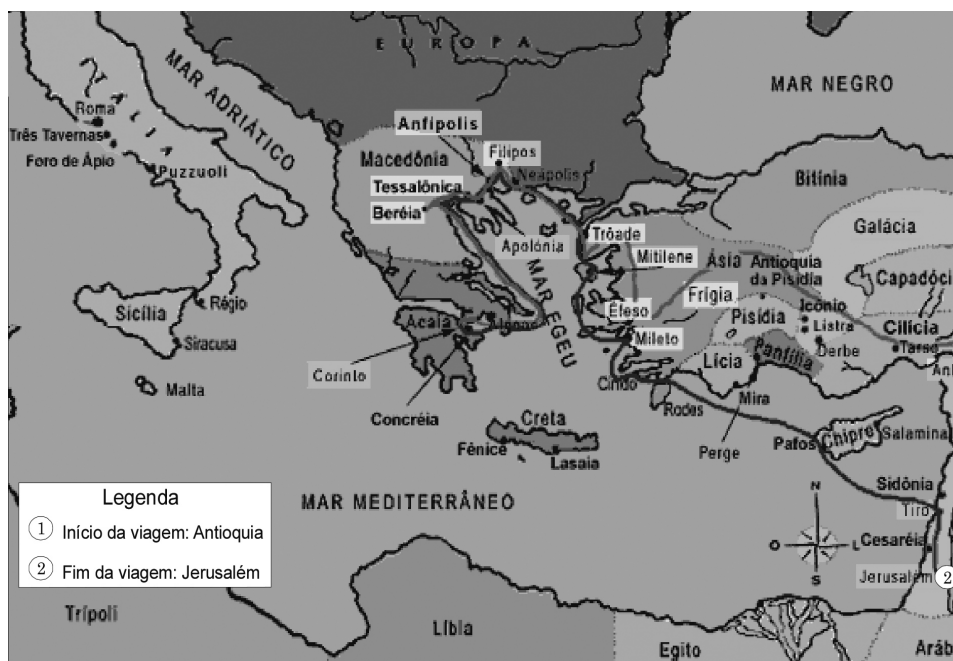 EUROPA
MAR NEGRO
MAR ADRIÁTICO
ITÁLIA
Roma
Três Tavernas
Foro de Ápio
Puzzuoli
Anfipolis
Filipos
Macedônia
Neápolis
Tessalônica
Beréia
Bitínia
Galácia
Apolônia
Trôade
MAR EGEU
Mitilene
Ásia
Antioquia
da Pisídia
Capadóci
Frígia
Icônio
Sicília
Régio
Éfeso
Pisídia
Listra
Cilícia
Acaia
Mileto
Siracusa
Derbe
Tarso
Lícia
Panfília
Ant
Corinto
Malta
Cnido
Mira
Rodes
Concréia
Creta
Chipre
Salamina
Fênice
Perge
Pafos
Lasaia
Sidônia
Legenda
MAR MEDITERRÂNEO
N
Tiro
1 Início da viagem: Antioquia
O
L
Cesaréia
2 Fim da viagem: Jerusalém
S
Jerusalém
2
Trípoli
Líbia
Egito
Aráb